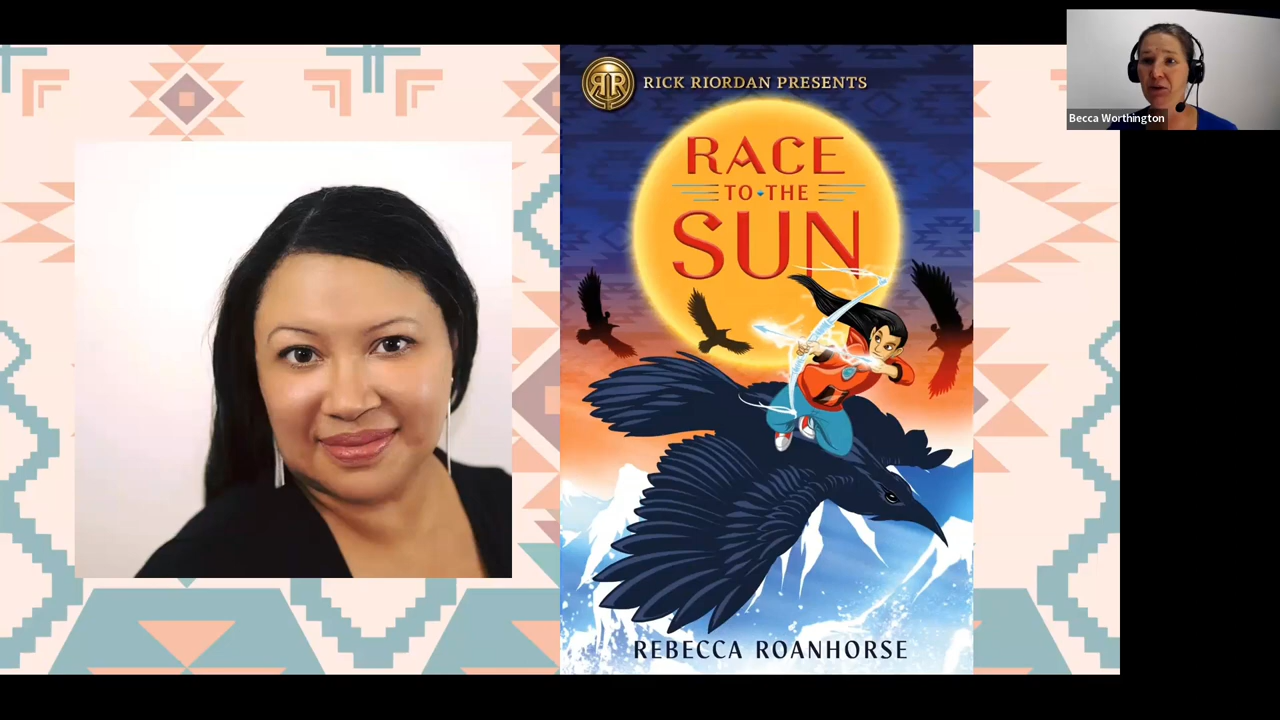 RICK RIORDAN PRESENTS
RACE
TO THE
SUN
REBECCA ROANHORSE
Becca Worthington